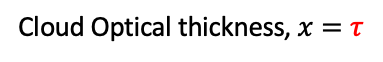 Cloud Optical thickness, x = τ